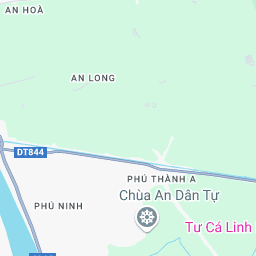 AN HOÀ
AN LONG
DT844
PHÚ THÀNH A
Chùa An Dân Tự
PHÚ NINH
Tư Cá Linh